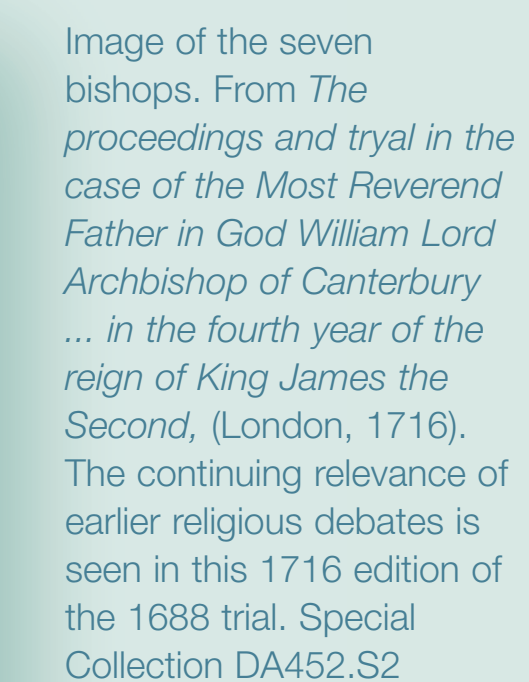 Image of the seven
bishops. From The
proceedings and tryal in the
case of the Most Reverend
Father in God William Lord
Archbishop of Canterbury
... in the fourth year of the
reign of King James the
Second, (London, 1716).
The continuing relevance of
earlier religious debates is
seen in this 1716 edition of
the 1688 trial. Special
Collection DA452.S2